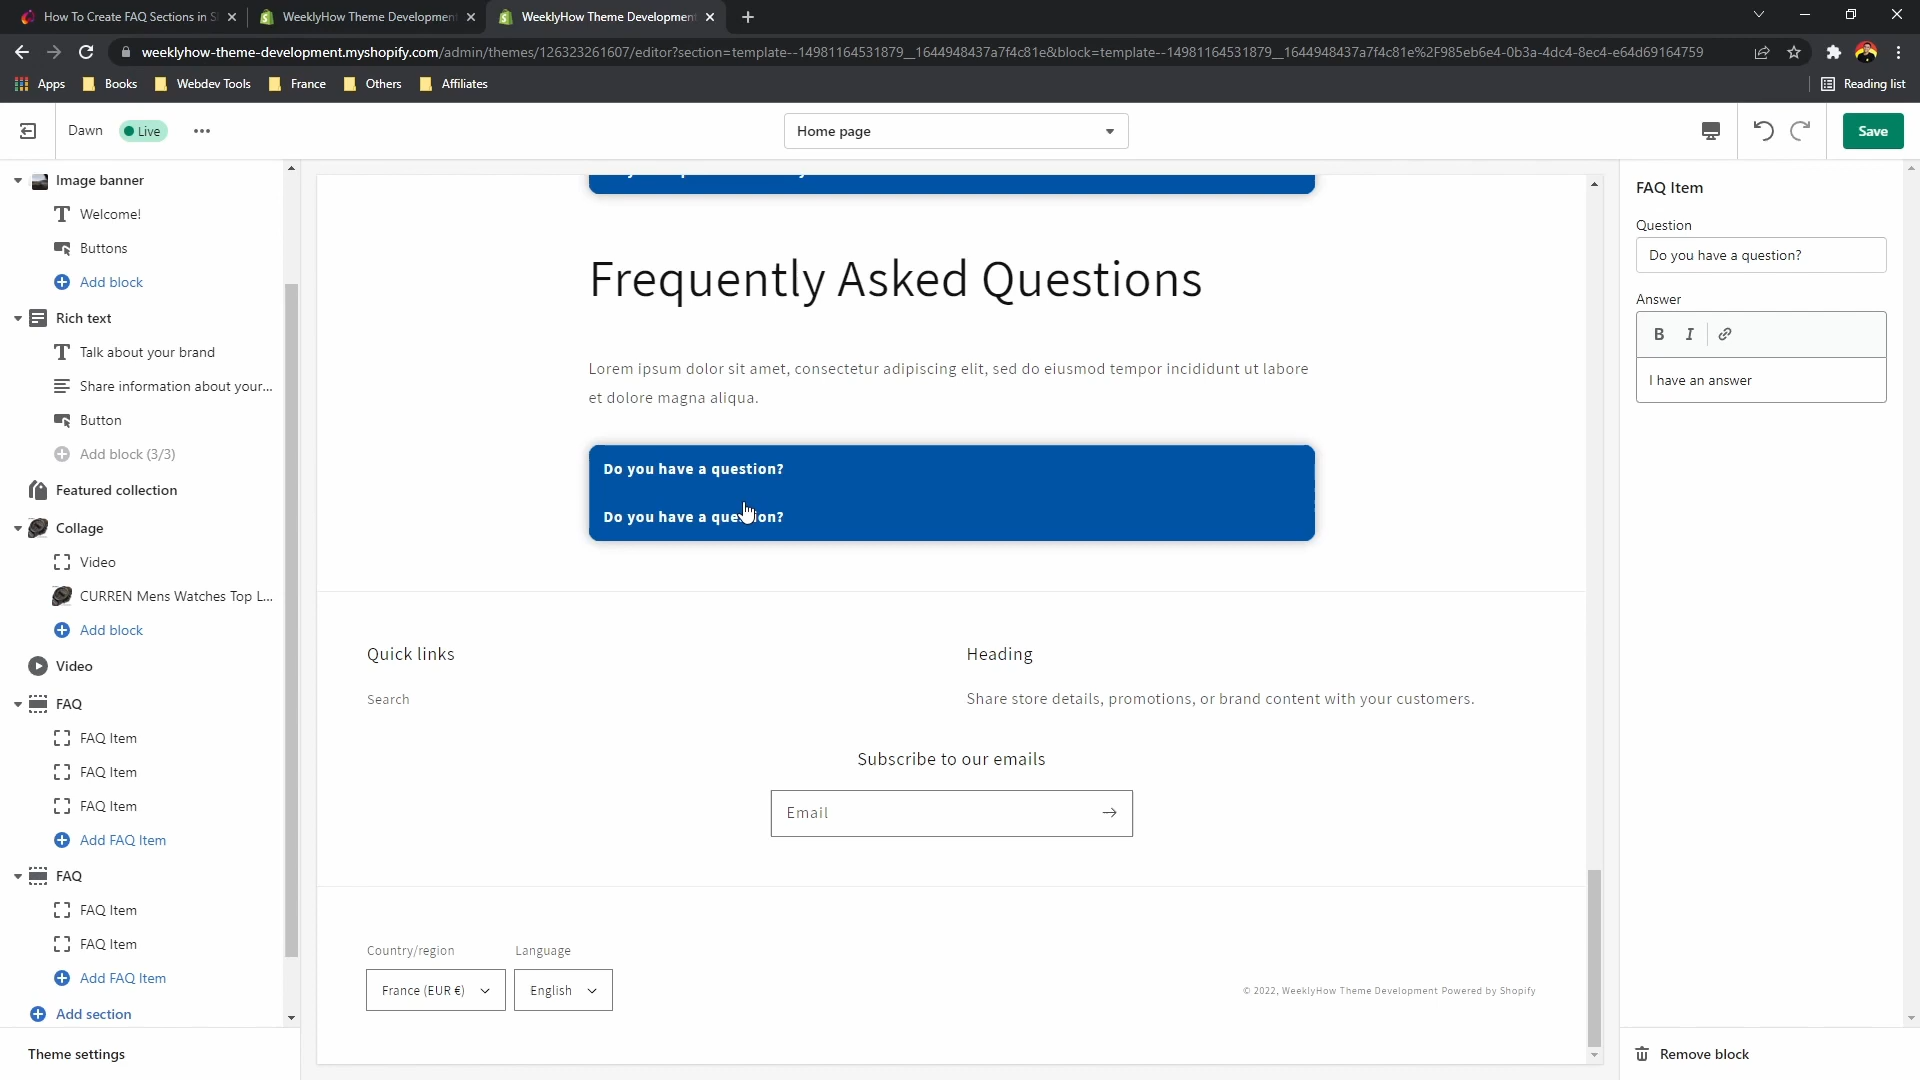 How To Create FAQ Sections in S
WeeklyHow Theme Development
WeeklyHow Theme Development
weeklyhow-theme-development.myshopify.com/admin/themes/126323261607/editor?section=template--14981164531879__1644948437a7f4c81e&block=template--14981164531879__1644948437a7f4c81e%2F985eb6e4-0b3a-4dc4-8ec4-e64d69164759
Apps
Books
Webdev Tools
France
Others
Affiliates
Reading list
Dawn
Live
Home page
Save
Image banner
Welcome!
Buttons
Add block
Rich text
Talk about your brand
Share information about your...
Button
Add block (3/3)
Featured collection
Collage
Video
CURREN Mens Watches Top L...
Add block
Video
FAQ
FAQ Item
FAQ Item
FAQ Item
Add FAQ Item
FAQ
FAQ Item
FAQ Item
Add FAQ Item
Add section
Theme settings
Frequently Asked Questions
Lorem ipsum dolor sit amet, consectetur adipiscing elit, sed do eiusmod tempor incididunt ut labore
et dolore magna aliqua.
Do you have a question?
Do you have a question?
Quick links
Search
Heading
Share store details, promotions, or brand content with your customers.
Subscribe to our emails
Email
Country/region
Language
France (EUR €)
English
© 2022, WeeklyHow Theme Development Powered by Shopify
FAQ Item
Question
Do you have a question?
Answer
B I
I have an answer
Remove block